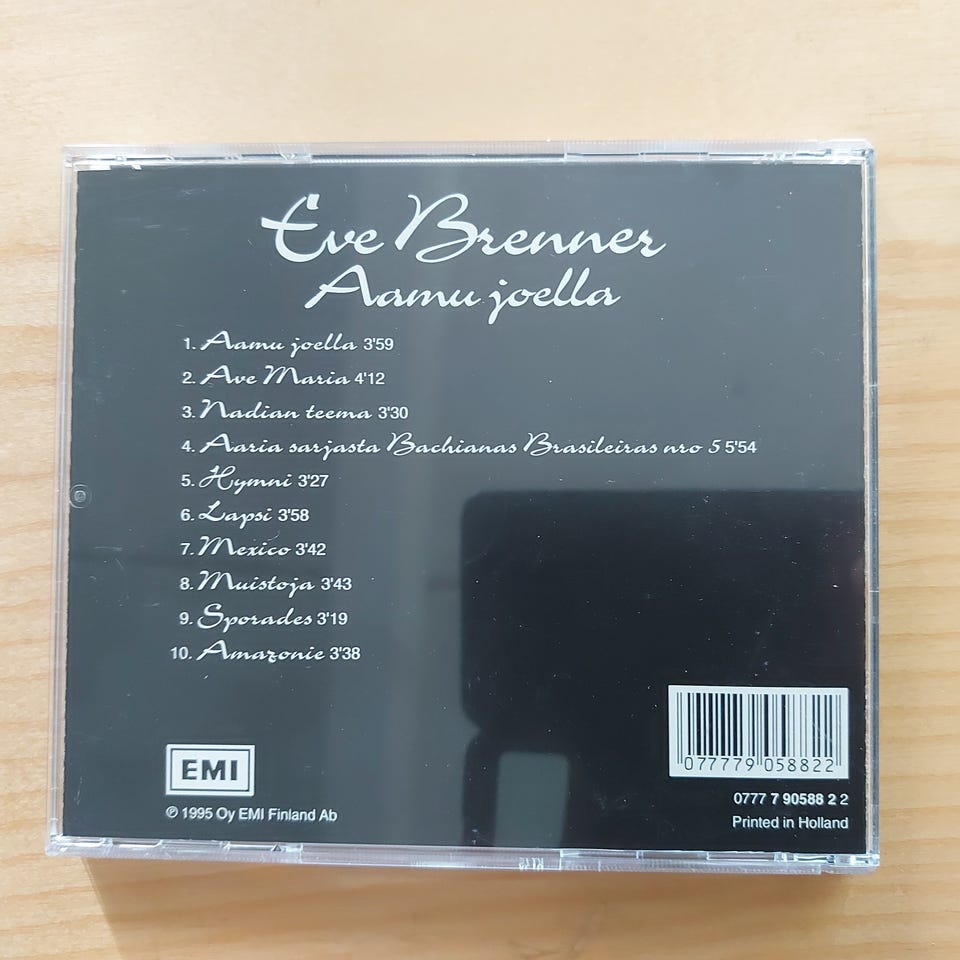 Eve Brenner
Aamu joella
1. Aamu joella 3'59
2. Ave Maria 4'12
3. Nadian teema 3'30
4. Aaria sarjasta Bachianas Brasileiras nro 5 5'54
5. Hymni 3'27
6. Lapsi 3'58
7. Mexico 3'42
8. Muistoja 3'43
9. Sporades 3'19
10. Amazonie 3'38
EMI
℗ 1995 Oy EMI Finland Ab
077779 058822
0777 7 90588 2 2
Printed in Holland